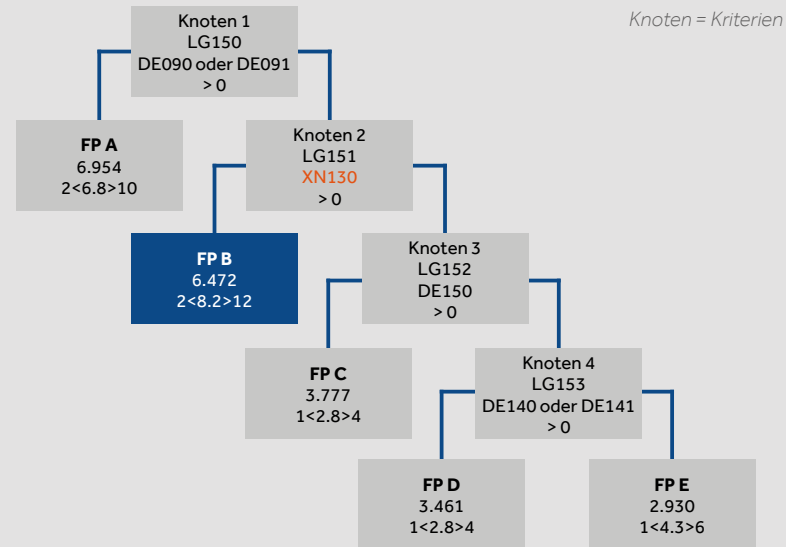 Knoten = Kriterien
Knoten 1
LG150
DE090 oder DE091
> 0
FP A
6.954
2<6.8>10
Knoten 2
LG151
XN130
> 0
FP B
6.472
2<8.2>12
Knoten 3
LG152
DE150
> 0
FP C
3.777
1<2.8>4
Knoten 4
LG153
DE140 oder DE141
> 0
FP D
3.461
1<2.8>4
FP E
2.930
1<4.3>6